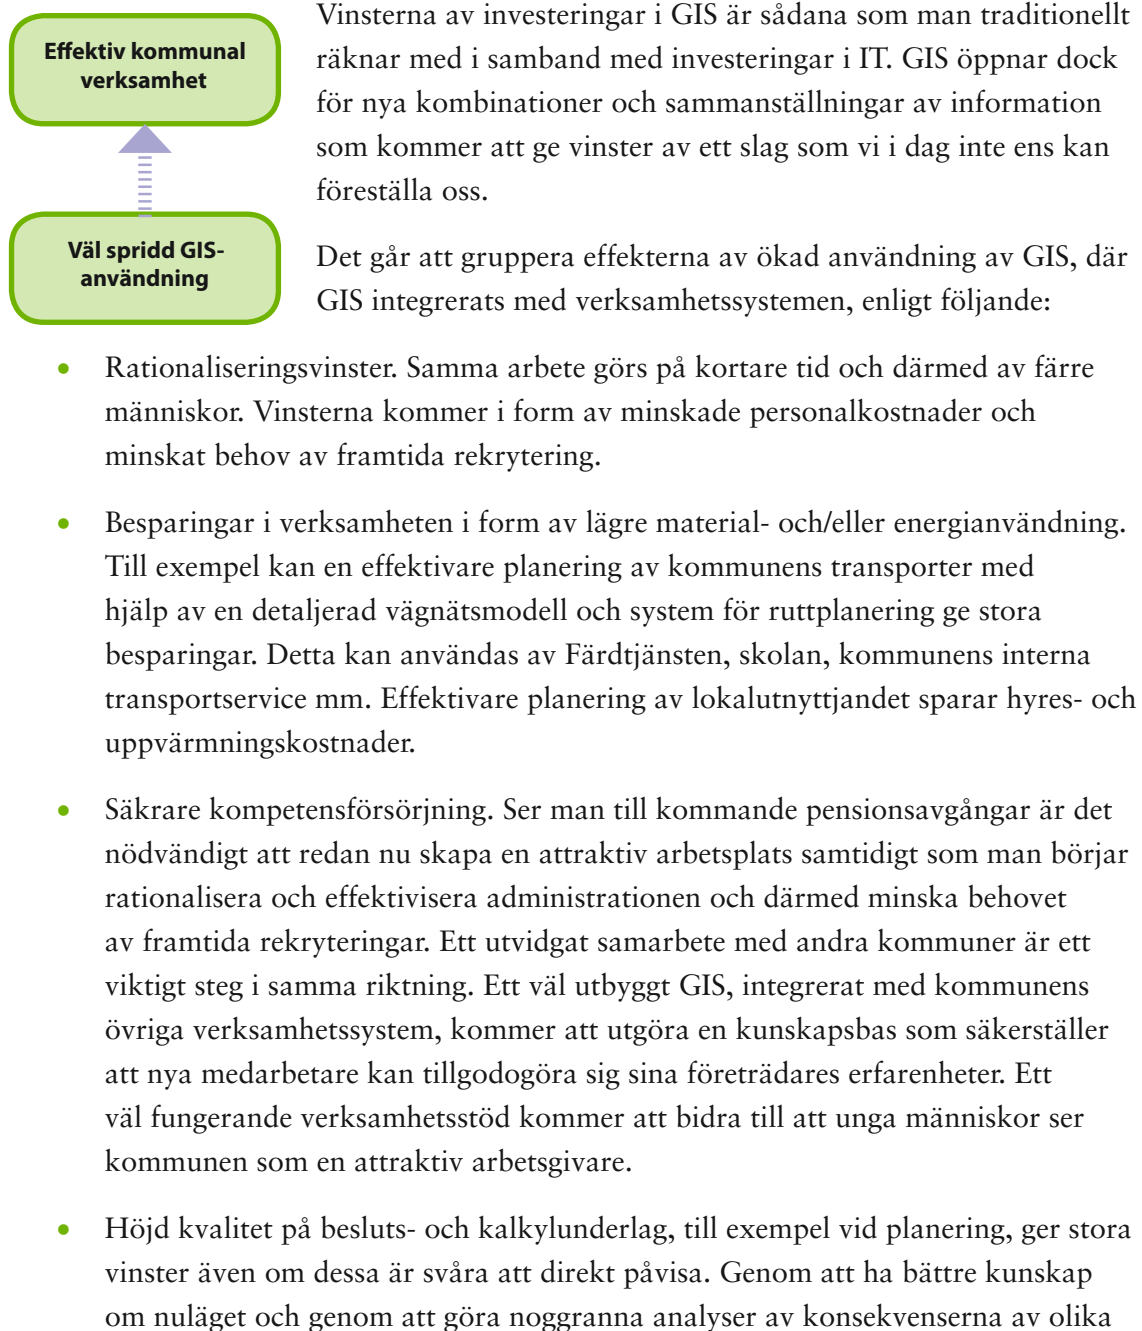 Effektiv kommunal
verksamhet
Väl spridd GIS-
användning
Vinsterna av investeringar i GIS är sådana som man traditionellt
räknar med i samband med investeringar i IT. GIS öppnar dock
för nya kombinationer och sammanställningar av information
som kommer att ge vinster av ett slag som vi i dag inte ens kan
föreställa oss.
Det går att gruppera effekterna av ökad användning av GIS, där
GIS integrerats med verksamhetssystemen, enligt följande:
• Rationaliseringsvinster. Samma arbete görs på kortare tid och därmed av färre
människor. Vinsterna kommer i form av minskade personalkostnader och
minskat behov av framtida rekrytering.
• Besparingar i verksamheten i form av lägre material- och/eller energianvändning.
Till exempel kan en effektivare planering av kommunens transporter med
hjälp av en detaljerad vägnätsmodell och system för ruttplanering ge stora
besparingar. Detta kan användas av Färdtjänsten, skolan, kommunens interna
transportservice mm. Effektivare planering av lokalutnyttjandet sparar hyres- och
uppvärmningskostnader.
• Säkrare kompetensförsörjning. Ser man till kommande pensionsavgångar är det
nödvändigt att redan nu skapa en attraktiv arbetsplats samtidigt som man börjar
rationalisera och effektivisera administrationen och därmed minska behovet
av framtida rekryteringar. Ett utvidgat samarbete med andra kommuner är ett
viktigt steg i samma riktning. Ett väl utbyggt GIS, integrerat med kommunens
övriga verksamhetssystem, kommer att utgöra en kunskapsbas som säkerställer
att nya medarbetare kan tillgodogöra sig sina företrädares erfarenheter. Ett
väl fungerande verksamhetsstöd kommer att bidra till att unga människor ser
kommunen som en attraktiv arbetsgivare.
• Höjd kvalitet på besluts- och kalkylunderlag, till exempel vid planering, ger stora
vinster även om dessa är svåra att direkt påvisa. Genom att ha bättre kunskap
om nuläget och genom att göra noggranna analyser av konsekvenserna av olika